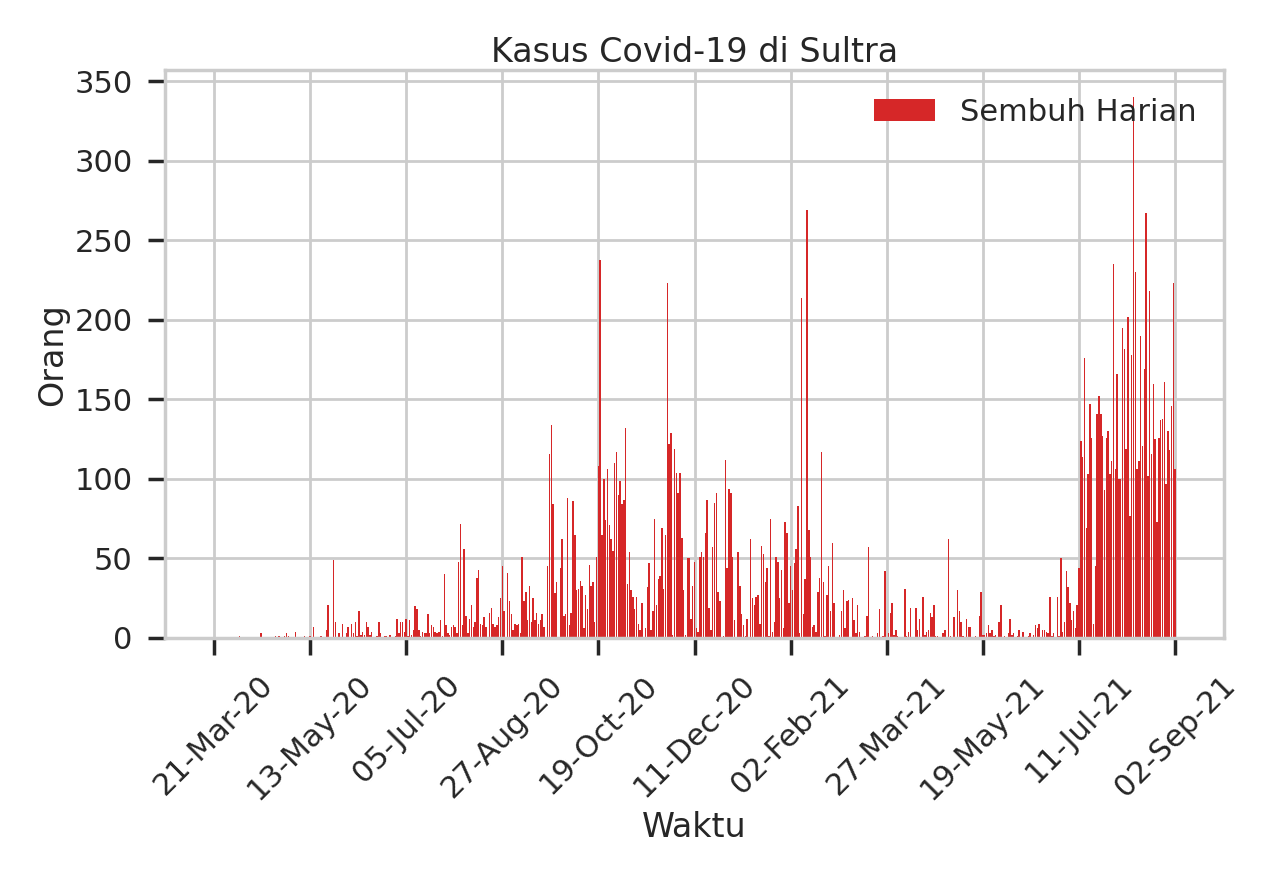 Kasus Covid-19 di Sultra
Sembuh Harian
Orang
350
300
250
200
150
100
50
0
21-Mar-20
13-May-20
05-Jul-20
27-Aug-20
19-Oct-20
11-Dec-20
02-Feb-21
27-Mar-21
19-May-21
11-Jul-21
02-Sep-21
Waktu